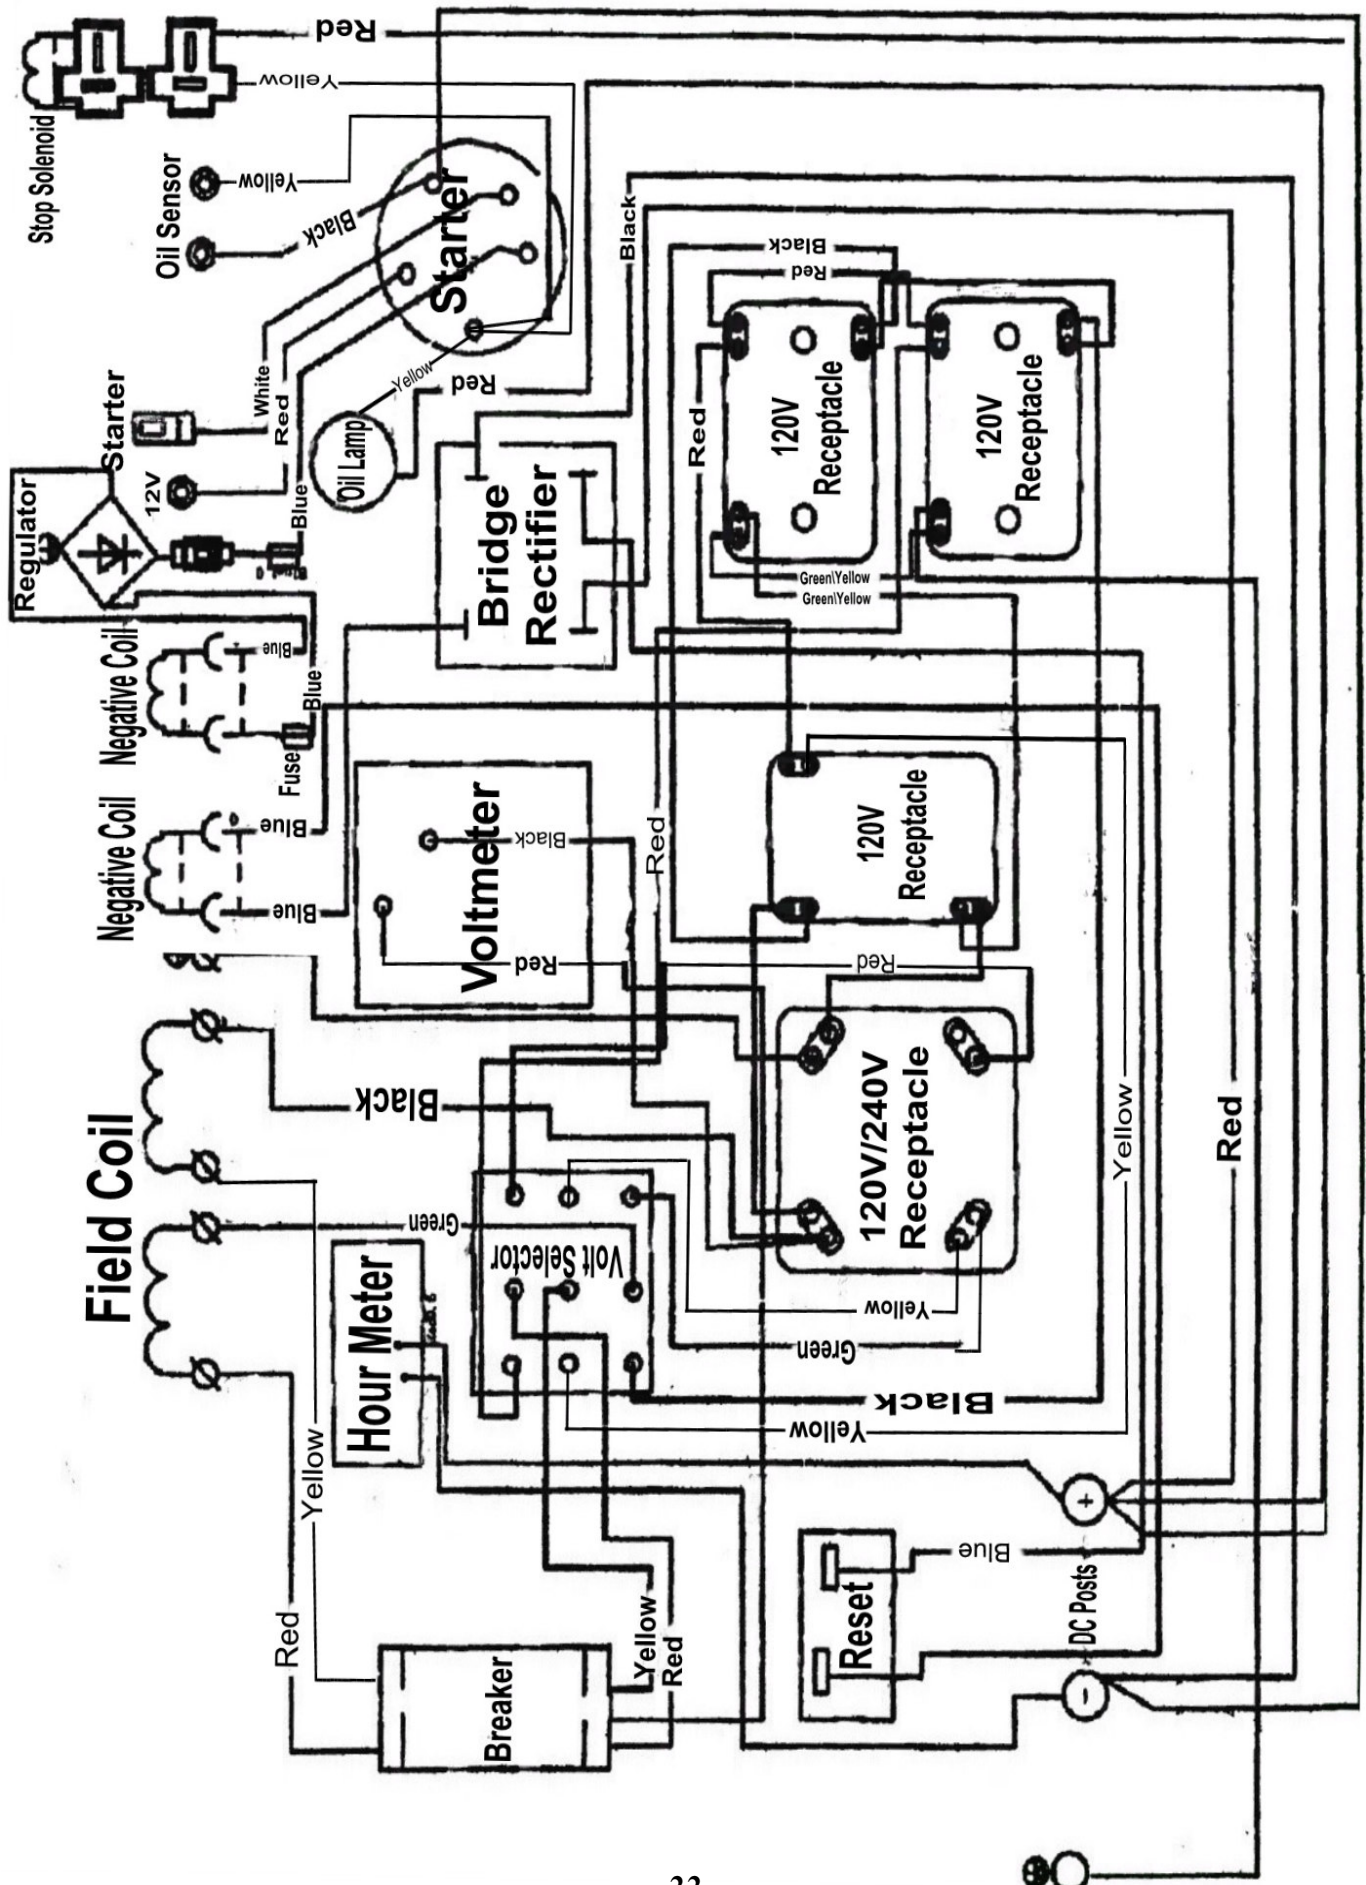 Red
Yellow
Stop Solenoid
Oil Sensor
Yellow
Black
Starter
Black
Black
Red
White
Red
Yellow
Red
Starter
12V
Regulator
Oil Lamp
Blue
Bridge
Rectifier
Red
120V
Receptacle
120V
Receptacle
Green\Yellow
Green\Yellow
Negative Coil
Blue
Blue
Fuse
Negative Coil
Blue
Blue
Voltmeter
Black
Red
Red
120V
Receptacle
Red
Field Coil
Black
120V/240V
Receptacle
Yellow
Red
Green
Volt Selector
Hour Meter
Yellow
Green
Black
Yellow
Yellow
Red
Breaker
Yellow
Red
Reset
Blue
DC Posts
+
-
22